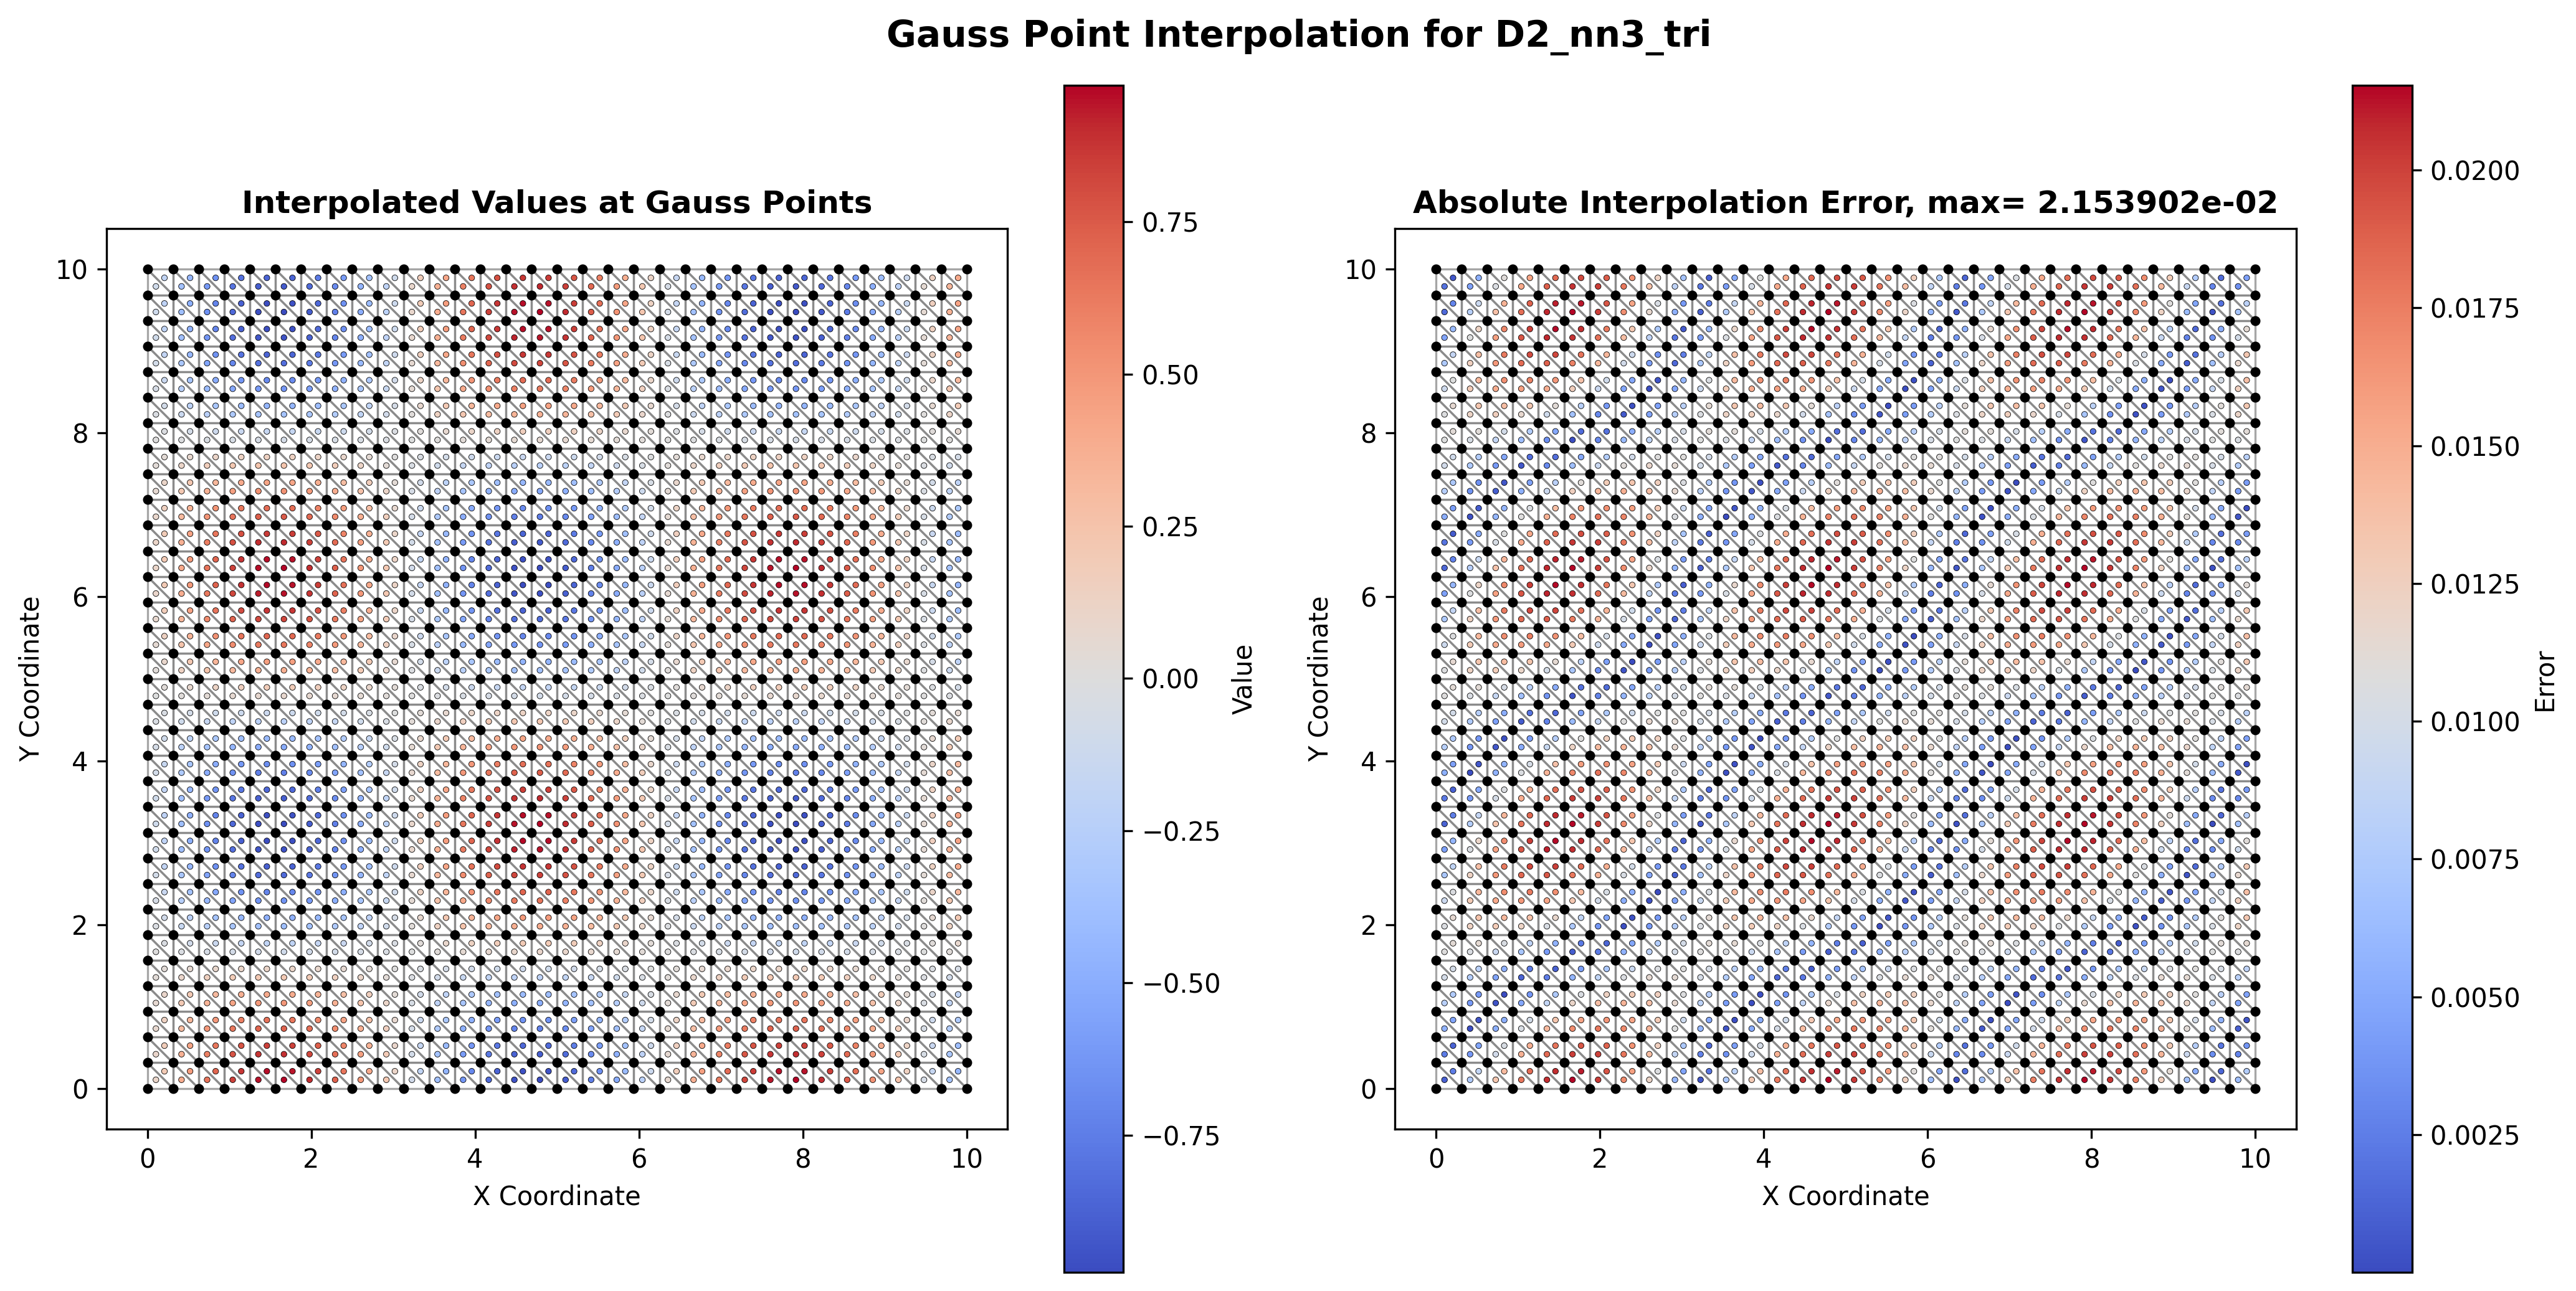 Gauss Point Interpolation for D2_nn3_tri
Interpolated Values at Gauss Points
10
8
6
4
2
0
Y Coordinate
0 2 4 6 8 10
X Coordinate
0.75
0.50
0.25
0.00
−0.25
−0.50
−0.75
Value
Absolute Interpolation Error, max= 2.153902e-02
10
8
6
4
2
0
Y Coordinate
0 2 4 6 8 10
X Coordinate
0.0200
0.0175
0.0150
0.0125
0.0100
0.0075
0.0050
0.0025
Error